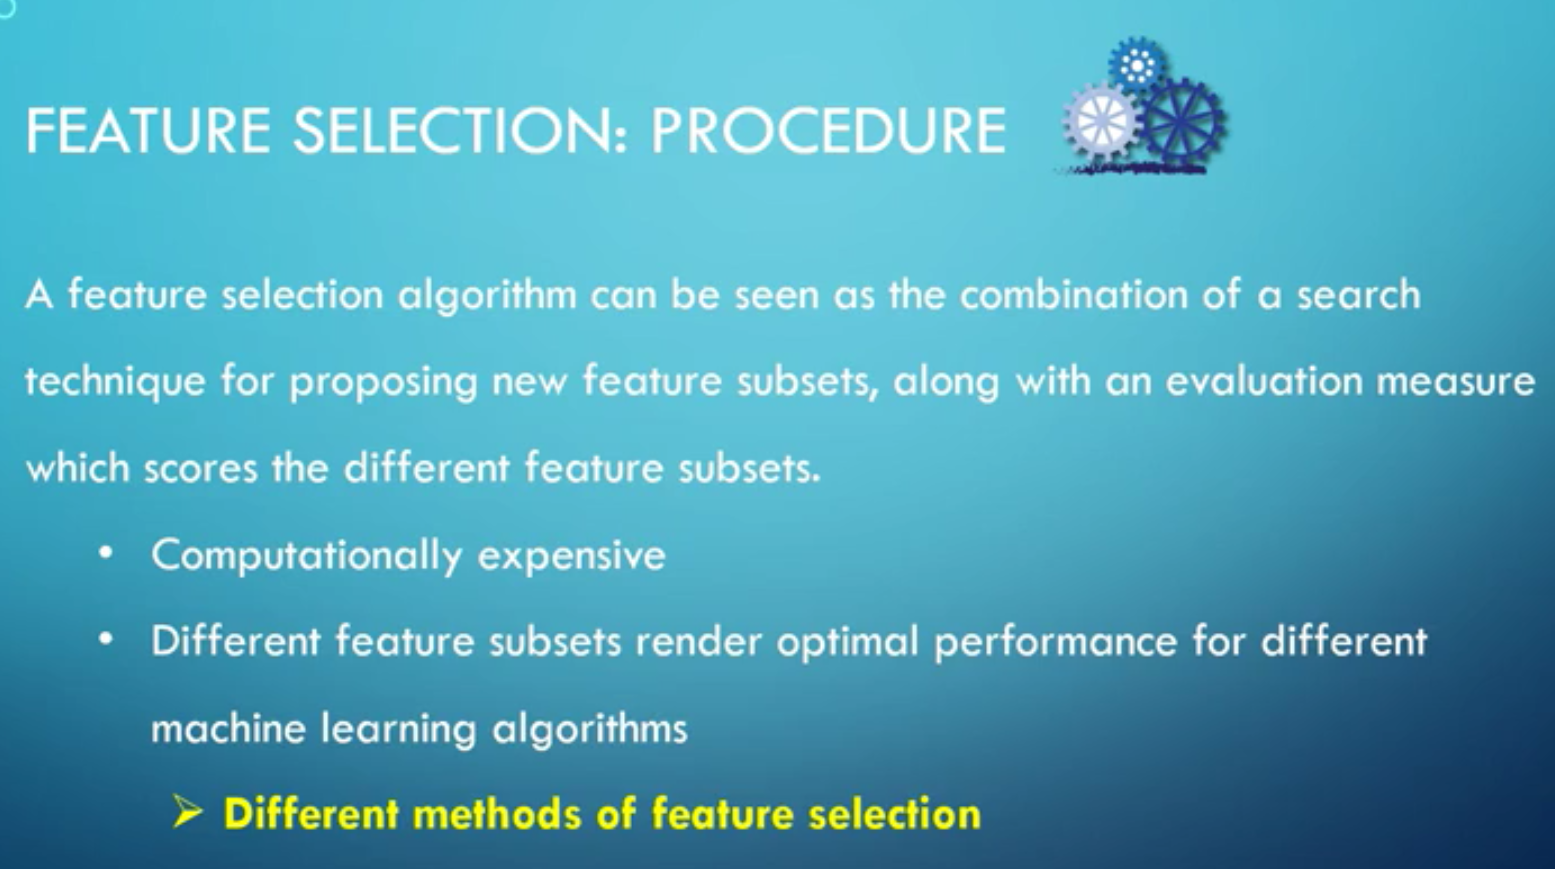 FEATURE SELECTION: PROCEDURE
A feature selection algorithm can be seen as the combination of a search
technique for proposing new feature subsets, along with an evaluation measure
which scores the different feature subsets.
• Computationally expensive
• Different feature subsets render optimal performance for different
machine learning algorithms
➢ Different methods of feature selection